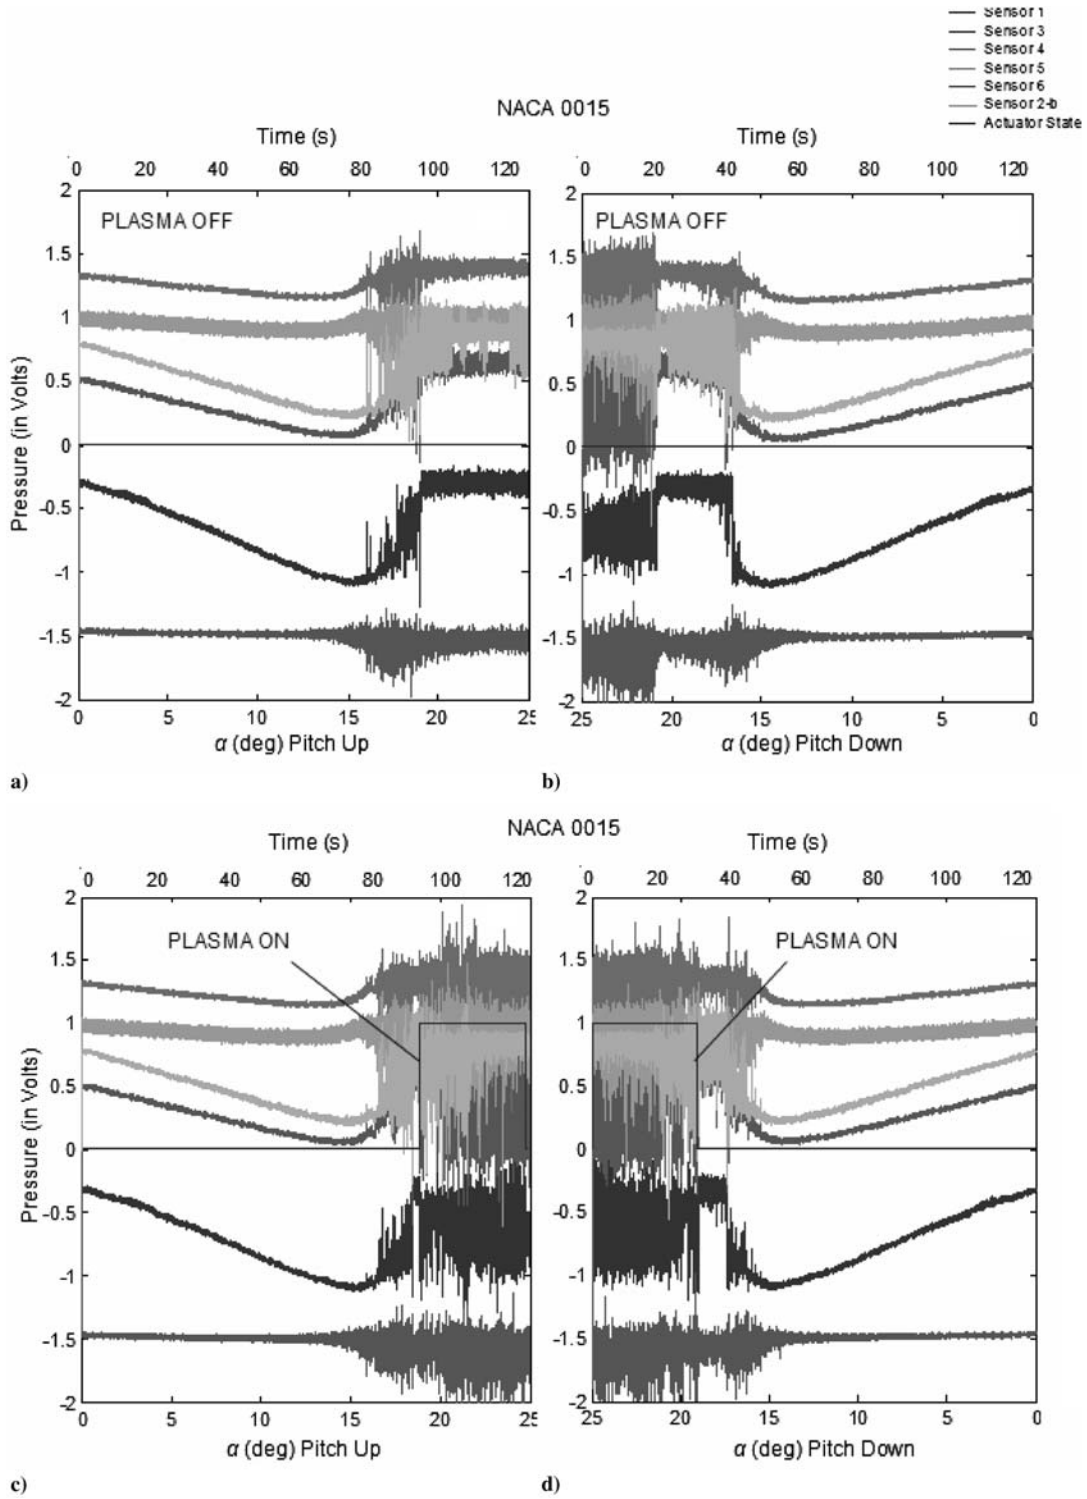 Sensor 1
Sensor 3
Sensor 4
Sensor 5
Sensor 6
Sensor 2-b
Actuator State
NACA 0015
Time (s)
Time (s)
0 20 40 60 80 100 120
0 20 40 60 80 100 120
PLASMA OFF
PLASMA OFF
Pressure (in Volts)
2
1.5
1
0.5
0
-0.5
-1
-1.5
-2
2
1.5
1
0.5
0
-0.5
-1
-1.5
-2
0 5 10 15 20 25
25 20 15 10 5 0
α (deg) Pitch Up
α (deg) Pitch Down
a)
b)
NACA 0015
Time (s)
Time (s)
0 20 40 60 80 100 120
0 20 40 60 80 100 120
PLASMA ON
PLASMA ON
Pressure (in Volts)
2
1.5
1
0.5
0
-0.5
-1
-1.5
-2
2
1.5
1
0.5
0
-0.5
-1
-1.5
-2
0 5 10 15 20 25
25 20 15 10 5 0
α (deg) Pitch Up
α (deg) Pitch Down
c)
d)